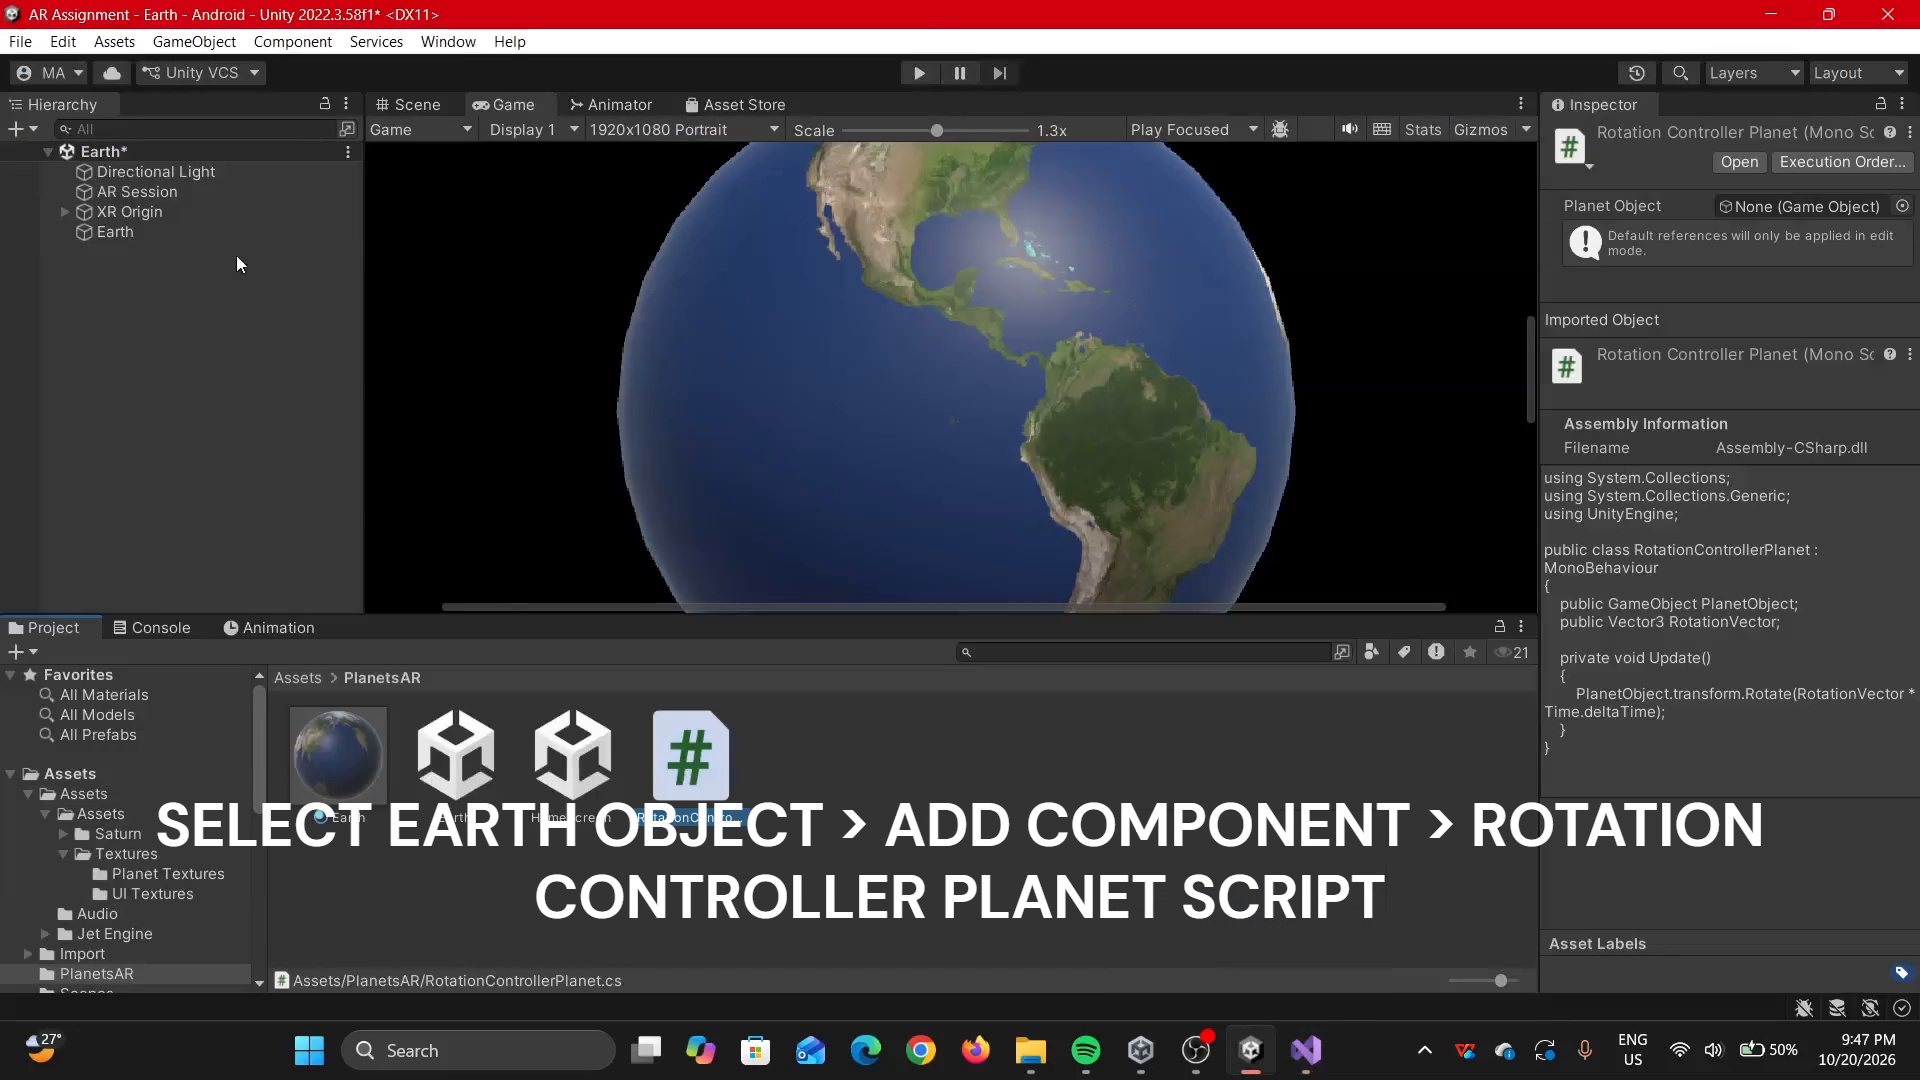 AR Assignment - Earth - Android - Unity 2022.3.58f1* <DX11>
File Edit Assets GameObject Component Services Window Help
MA Unity VCS Layers Layout
Hierarchy
All
Earth*
Directional Light
AR Session
XR Origin
Earth
Scene Game Animator Asset Store
Game Display 1 1920x1080 Portrait Scale 1.3x Play Focused Stats Gizmos
Inspector
Rotation Controller Planet (Mono Sc
Open Execution Order...
Planet Object None (Game Object)
Default references will only be applied in edit
mode.
Imported Object
Rotation Controller Planet (Mono Sc
Assembly Information
Filename Assembly-CSharp.dll
using System.Collections;
using System.Collections.Generic;
using UnityEngine;
public class RotationControllerPlanet :
MonoBehaviour
{
public GameObject PlanetObject;
public Vector3 RotationVector;
private void Update()
{
PlanetObject.transform.Rotate(RotationVector *
Time.deltaTime);
}
}
Asset Labels
Project Console Animation
21
Favorites
All Materials
All Models
All Prefabs
Assets
Assets
Assets
Saturn
Textures
Planet Textures
UI Textures
Audio
Jet Engine
Import
PlanetsAR
Assets > PlanetsAR
SELECT EARTH OBJECT > ADD COMPONENT > ROTATION
CONTROLLER PLANET SCRIPT
Assets/PlanetsAR/RotationControllerPlanet.cs
27°
Search
ENG
US
50%
9:47 PM
10/20/2026